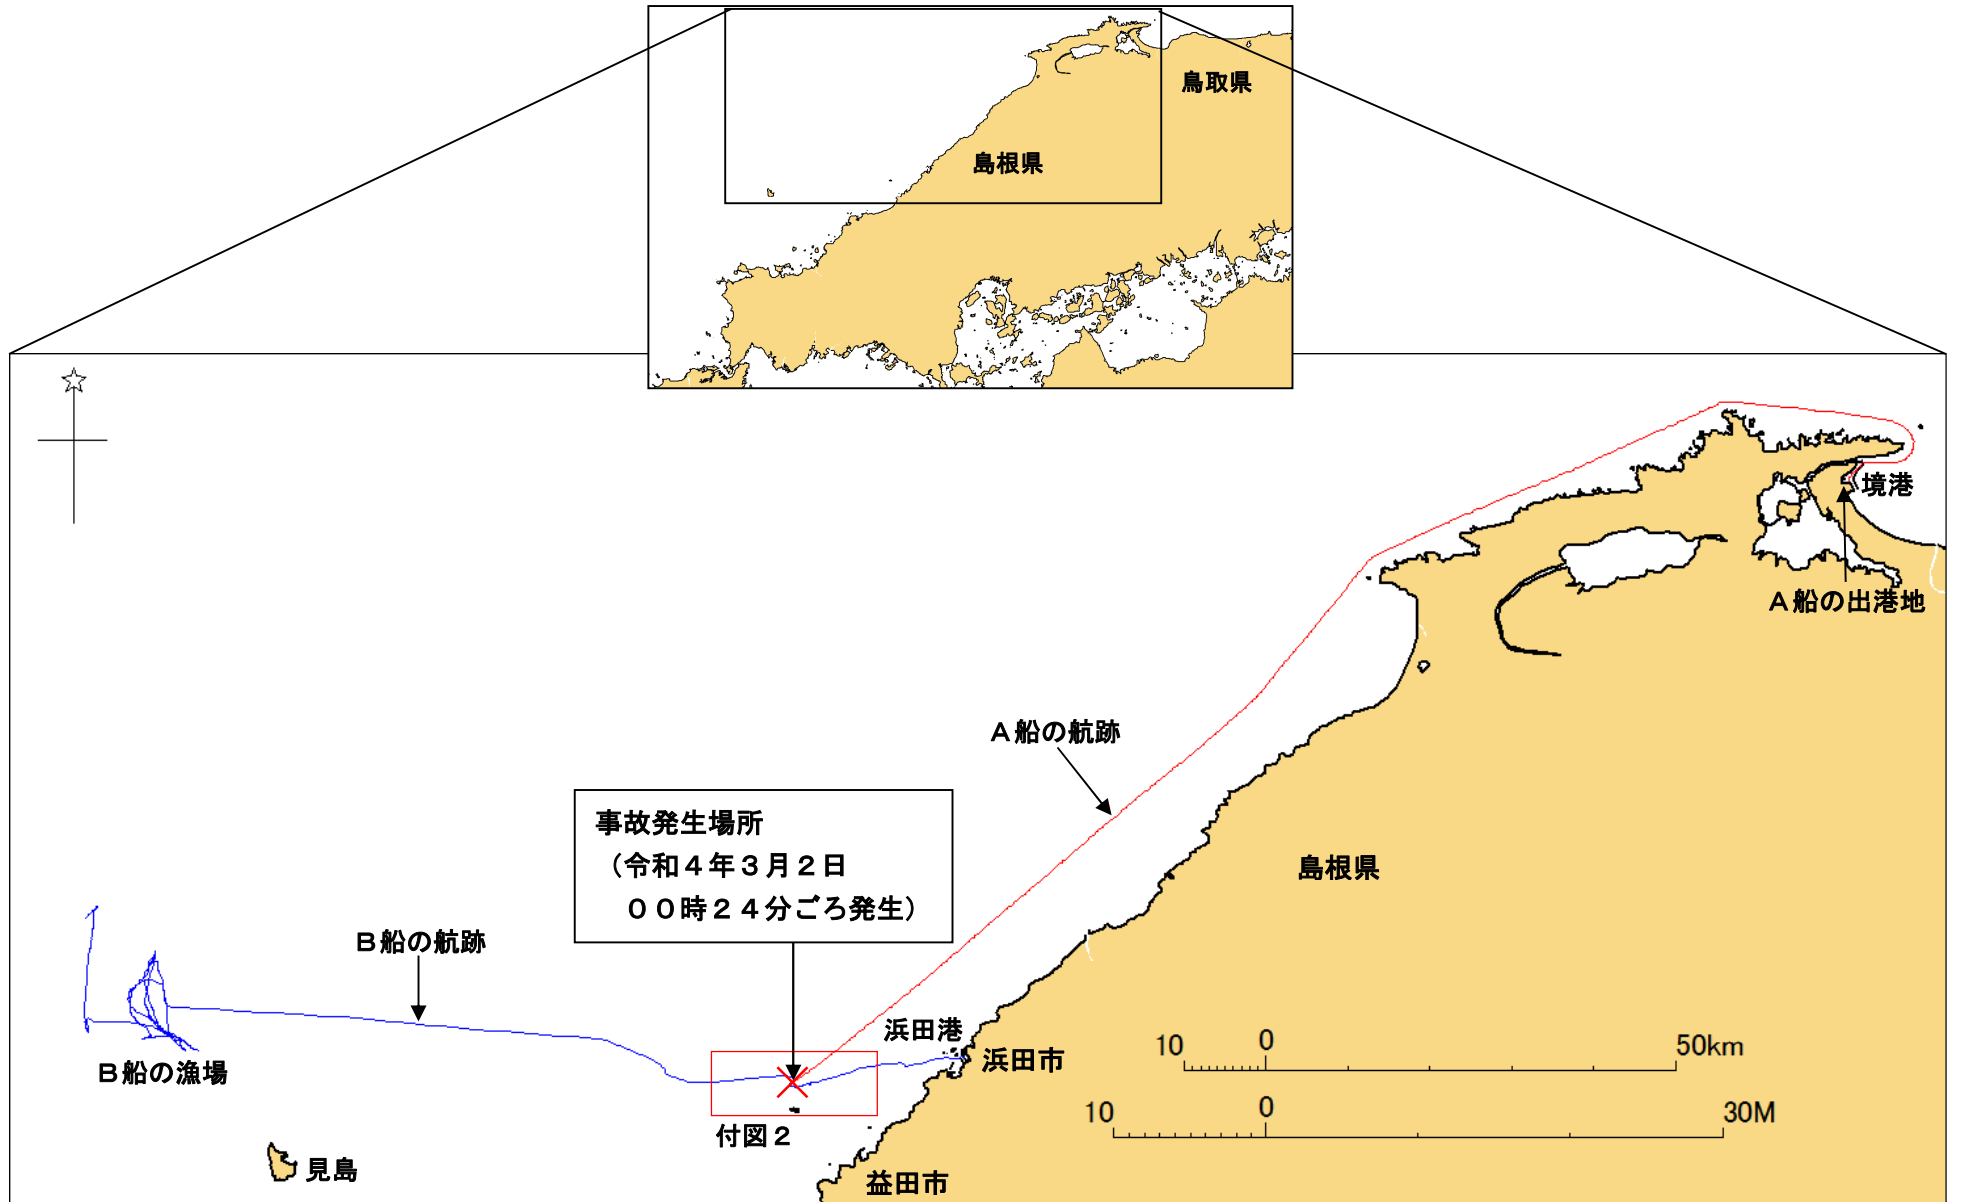 鳥取県
島根県
境港
A船の出港地
A船の航跡
事故発生場所
（令和４年３月２日
００時２４分ごろ発生）
島根県
B船の航跡
浜田港
浜田市
B船の漁場
付図２
見島
益田市
10 0 50km
10 0 30M